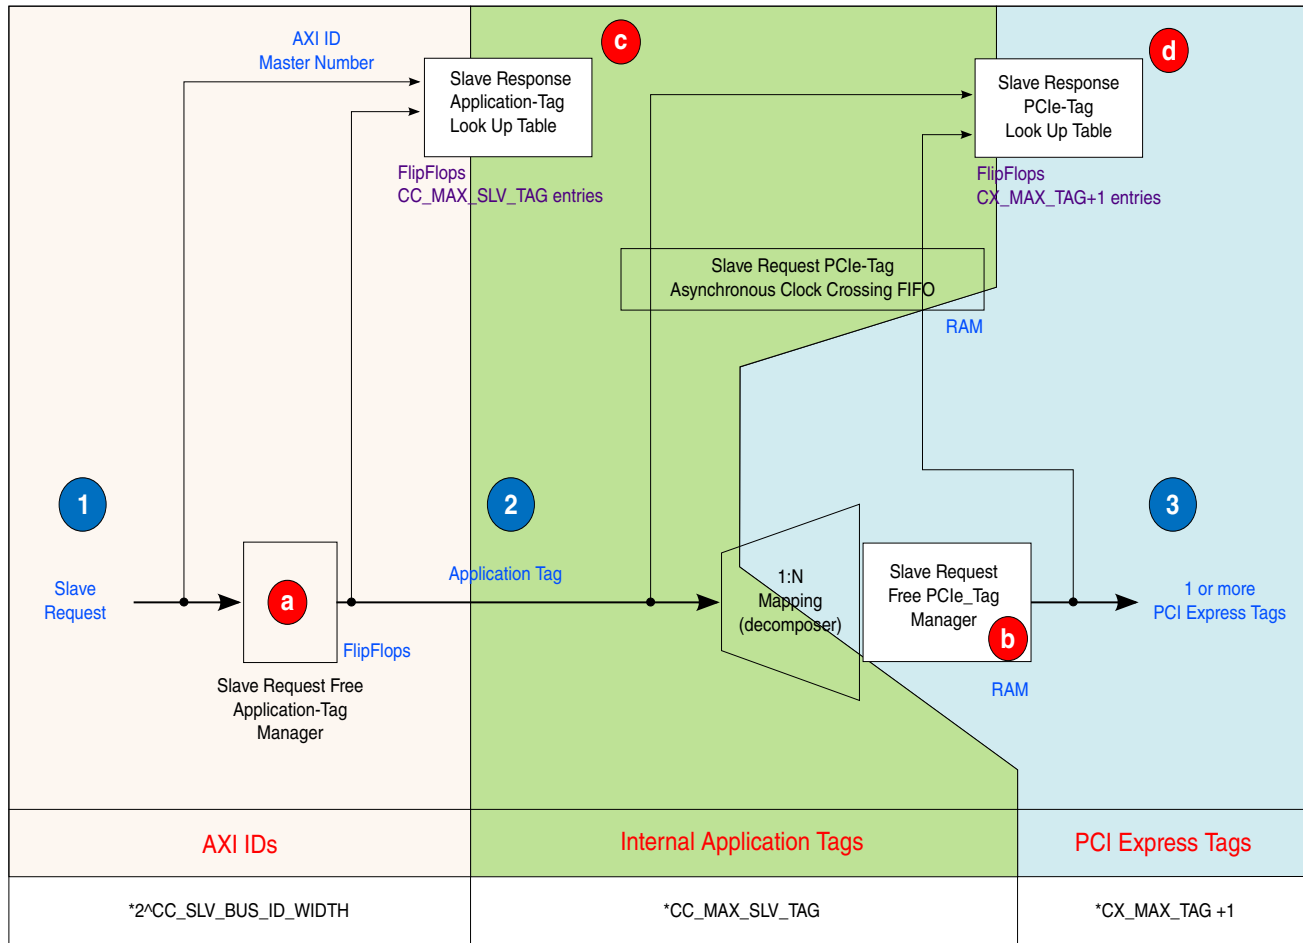 AXI ID
Master Number
c
Slave Response
Application-Tag
Look Up Table
FlipFlops
CC_MAX_SLV_TAG entries
d
Slave Response
PCIe-Tag
Look Up Table
FlipFlops
CX_MAX_TAG+1 entries
Slave Request PCIe-Tag
Asynchronous Clock Crossing FIFO
RAM
1
2
3
Slave
Request
a
FlipFlops
Slave Request Free
Application-Tag
Manager
Application Tag
1:N
Mapping
(decomposer)
Slave Request
Free PCIe_Tag
Manager
b
RAM
1 or more
PCI Express Tags
AXI IDs
Internal Application Tags
PCI Express Tags
*2^CC_SLV_BUS_ID_WIDTH
*CC_MAX_SLV_TAG
*CX_MAX_TAG +1